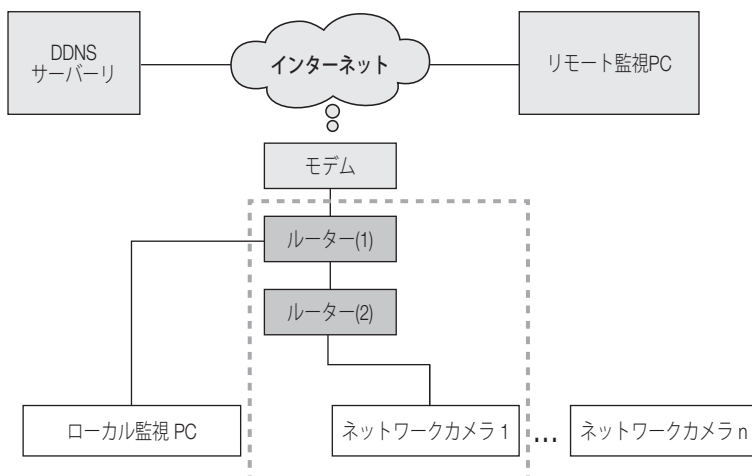 DDNS
サーバーリ
インターネット
リモート監視PC
モデム
ルーター(1)
ルーター(2)
ローカル監視 PC
ネットワークカメラ 1
...
ネットワークカメラ n